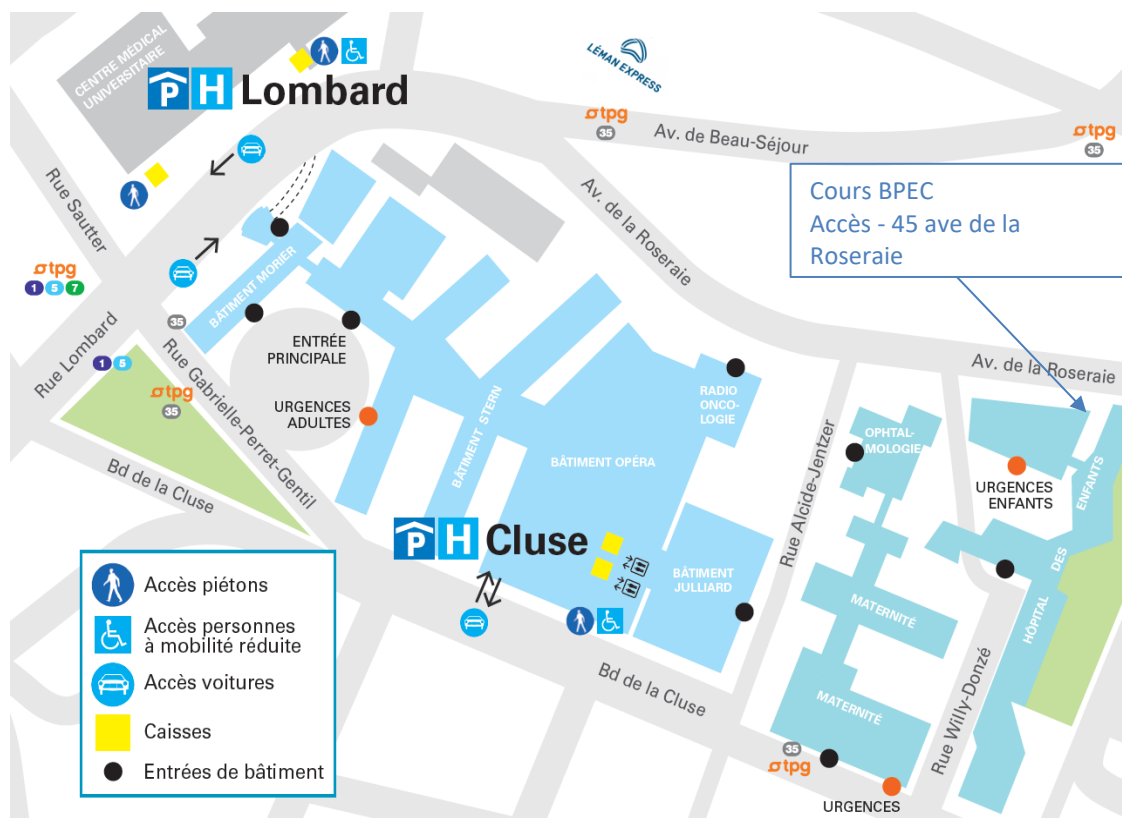 CENTRE MÉDICAL
UNIVERSITAIRE
P H Lombard
LÉMAN EXPRESS
tpg
35
Av. de Beau-Séjour
tpg
35
Rue Sautter
Av. de la Roseraie
Cours BPEC
Accès - 45 ave de la
Roseraie
tpg
1 5 7
35
BÂTIMENT MORIER
ENTRÉE
PRINCIPALE
Rue Lombard
1 5
tpg
35
Rue Gabrielle-Perret-Gentil
URGENCES
ADULTES
BÂTIMENT STERN
BÂTIMENT OPÉRA
RADIO
ONCO-
LOGIE
Av. de la Roseraie
OPHTAL-
MOLOGIE
URGENCES
ENFANTS
Bd de la Cluse
Rue Alcide-Jentzer
HÔPITAL DES ENFANTS
P H Cluse
BÂTIMENT
JULLIARD
MATERNITÉ
Bd de la Cluse
MATERNITÉ
Rue Willy-Donzé
35
tpg
URGENCES
Accès piétons
Accès personnes
à mobilité réduite
Accès voitures
Caisses
Entrées de bâtiment